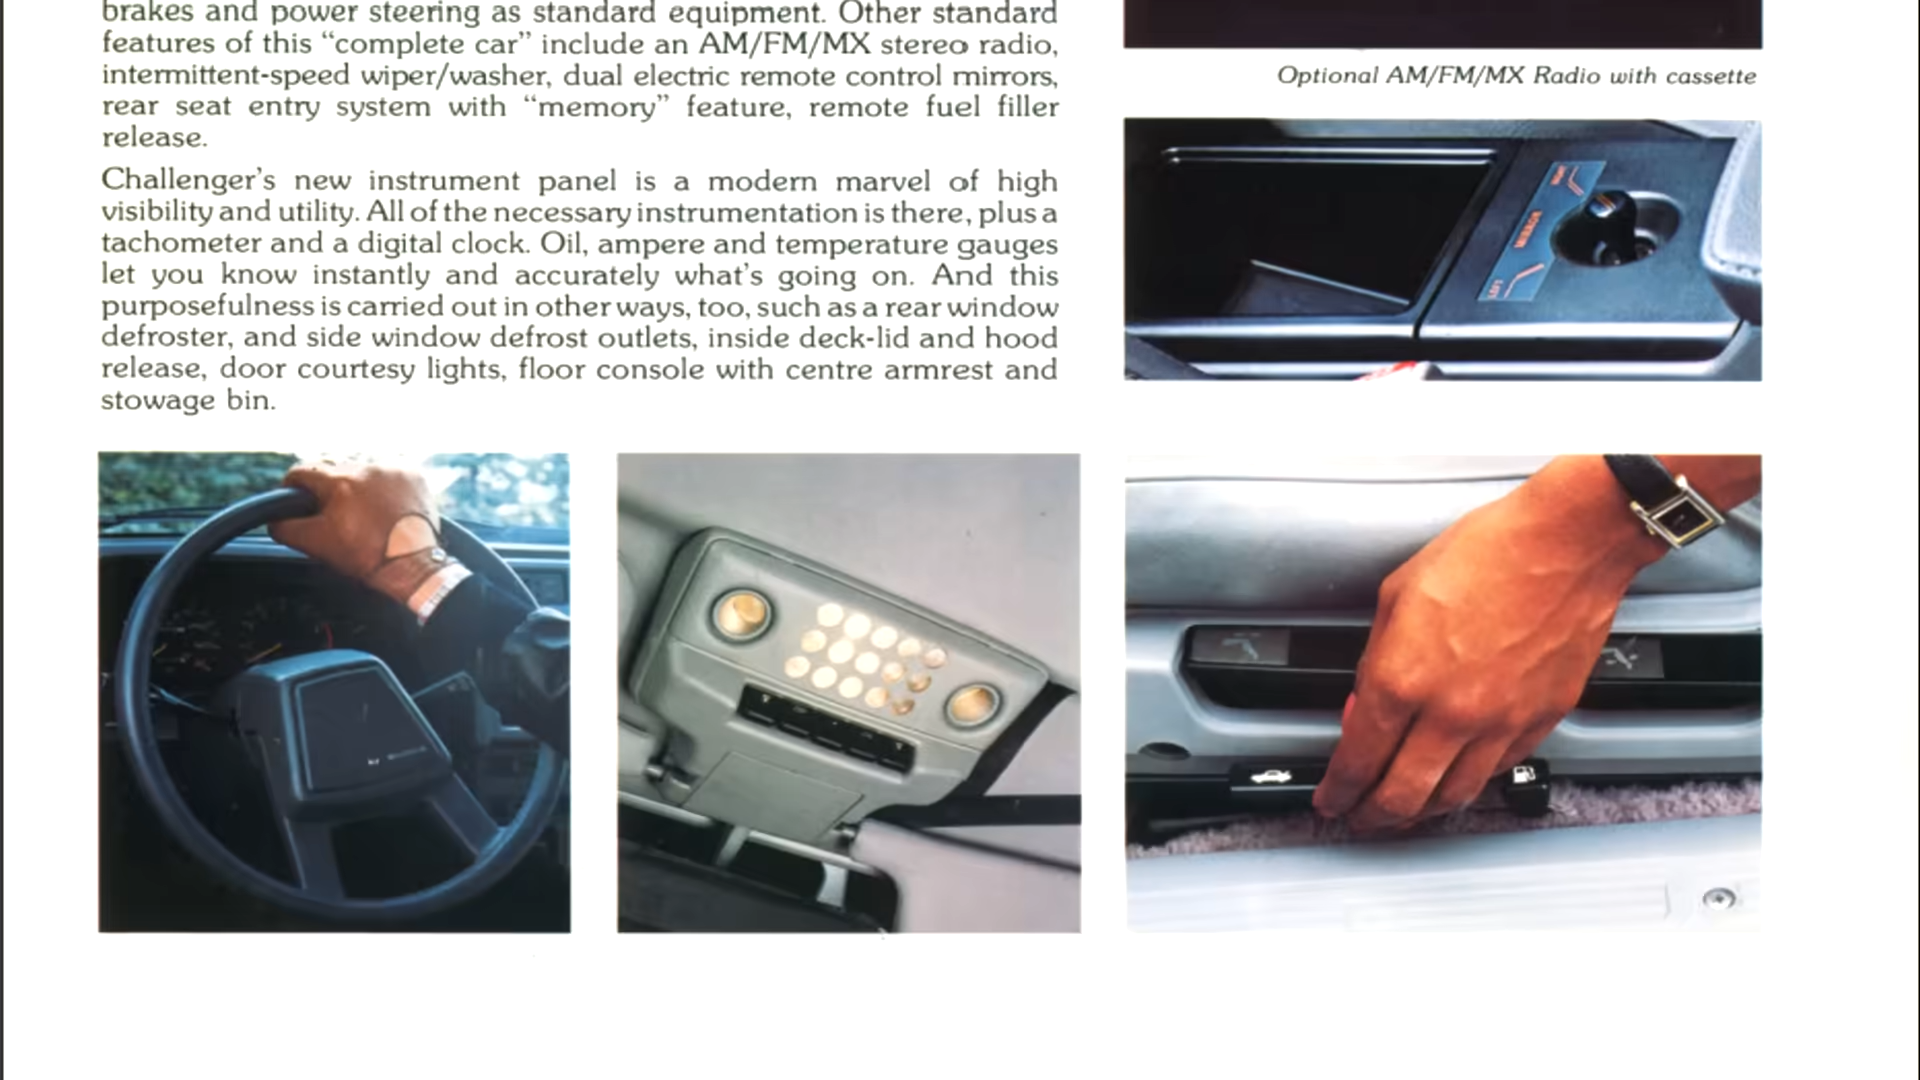 brakes and power steering as standard equipment. Other standard
features of this “complete car” include an AM/FM/MX stereo radio,
intermittent-speed wiper/washer, dual electric remote control mirrors,
rear seat entry system with “memory” feature, remote fuel filler
release.
Challenger’s new instrument panel is a modern marvel of high
visibility and utility. All of the necessary instrumentation is there, plus a
tachometer and a digital clock. Oil, ampere and temperature gauges
let you know instantly and accurately what’s going on. And this
purposefulness is carried out in other ways, too, such as a rear window
defroster, and side window defrost outlets, inside deck-lid and hood
release, door courtesy lights, floor console with centre armrest and
stowage bin.
Optional AM/FM/MX Radio with cassette
RIGHT
MIRROR
LEFT